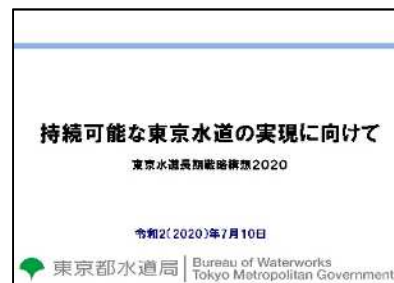 持続可能な東京水道の実現に向けて
東京水道長期戦略構想2020
令和2(2020)年7月10日
東京都水道局
Bureau of Waterworks
Tokyo Metropolitan Government